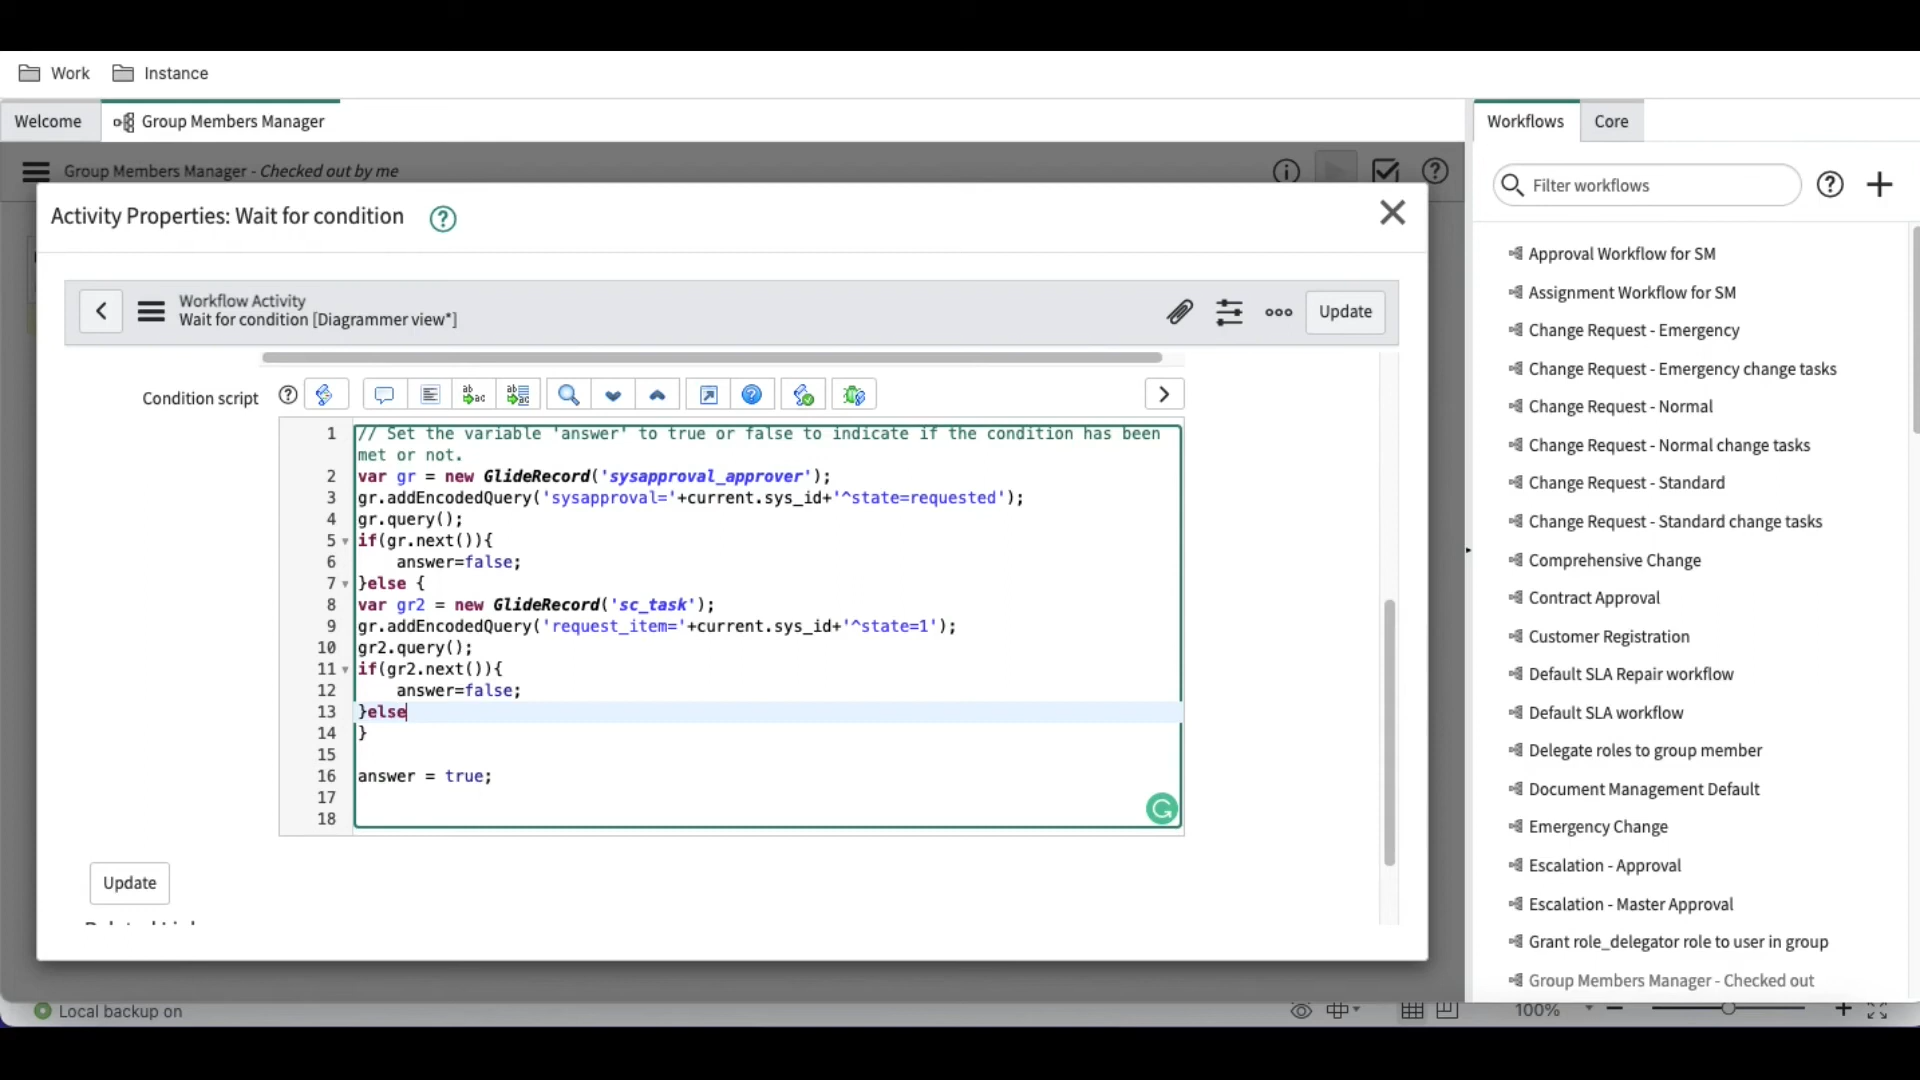 Work Instance
Welcome Group Members Manager
Workflows Core
Group Members Manager - Checked out by me
Filter workflows
Activity Properties: Wait for condition
Workflow Activity
Wait for condition [Diagrammer view*]
Update
Condition script
1 // Set the variable 'answer' to true or false to indicate if the condition has been
met or not.
2 var gr = new GlideRecord('sysapproval_approver');
3 gr.addEncodedQuery('sysapproval='+current.sys_id+'^state=requested');
4 gr.query();
5 if(gr.next()){
6 answer=false;
7 }else {
8 var gr2 = new GlideRecord('sc_task');
9 gr.addEncodedQuery('request_item='+current.sys_id+'^state=1');
10 gr2.query();
11 if(gr2.next()){
12 answer=false;
13 }else
14 }
15
16 answer = true;
17
18
Update
Approval Workflow for SM
Assignment Workflow for SM
Change Request - Emergency
Change Request - Emergency change tasks
Change Request - Normal
Change Request - Normal change tasks
Change Request - Standard
Change Request - Standard change tasks
Comprehensive Change
Contract Approval
Customer Registration
Default SLA Repair workflow
Default SLA workflow
Delegate roles to group member
Document Management Default
Emergency Change
Escalation - Approval
Escalation - Master Approval
Grant role_delegator role to user in group
Group Members Manager - Checked out
Local backup on
100%